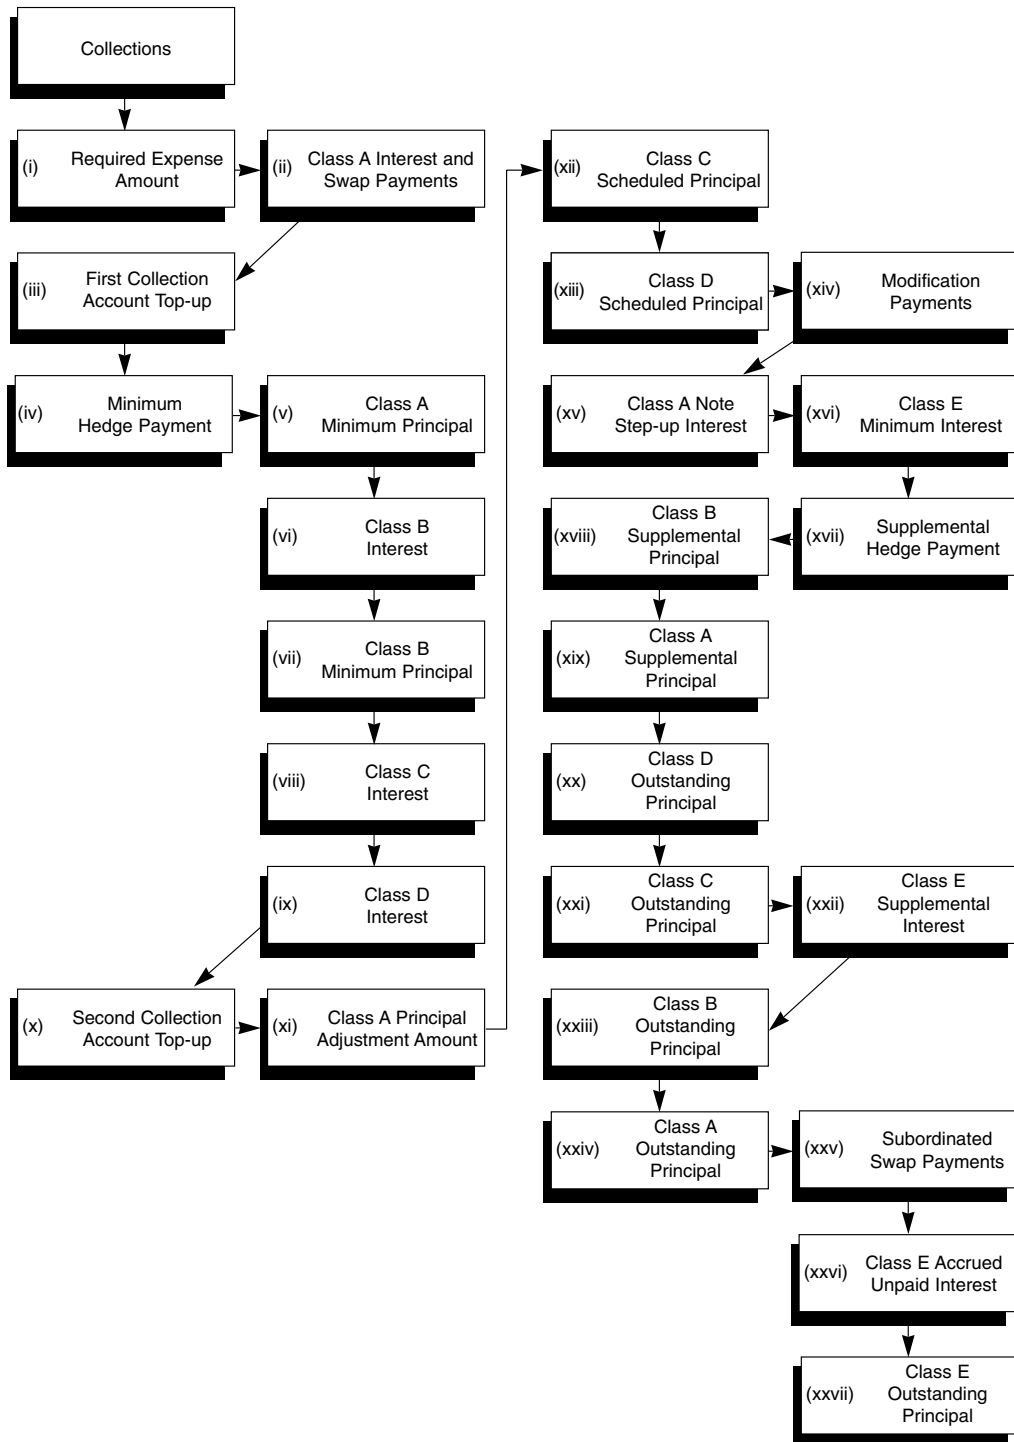 Collections
(i) Required Expense
Amount
(ii) Class A Interest and
Swap Payments
(iii) First Collection
Account Top-up
(iv) Minimum
Hedge Payment
(v) Class A
Minimum Principal
(vi) Class B
Interest
(vii) Class B
Minimum Principal
(viii) Class C
Interest
(ix) Class D
Interest
(x) Second Collection
Account Top-up
(xi) Class A Principal
Adjustment Amount
(xii) Class C
Scheduled Principal
(xiii) Class D
Scheduled Principal
(xiv) Modification
Payments
(xv) Class A Note
Step-up Interest
(xvi) Class E
Minimum Interest
(xvii) Supplemental
Hedge Payment
(xviii) Class B
Supplemental
Principal
(xix) Class A
Supplemental
Principal
(xx) Class D
Outstanding
Principal
(xxi) Class C
Outstanding
Principal
(xxii) Class E
Supplemental
Interest
(xxiii) Class B
Outstanding
Principal
(xxiv) Class A
Outstanding
Principal
(xxv) Subordinated
Swap Payments
(xxvi) Class E Accrued
Unpaid Interest
(xxvii) Class E
Outstanding
Principal